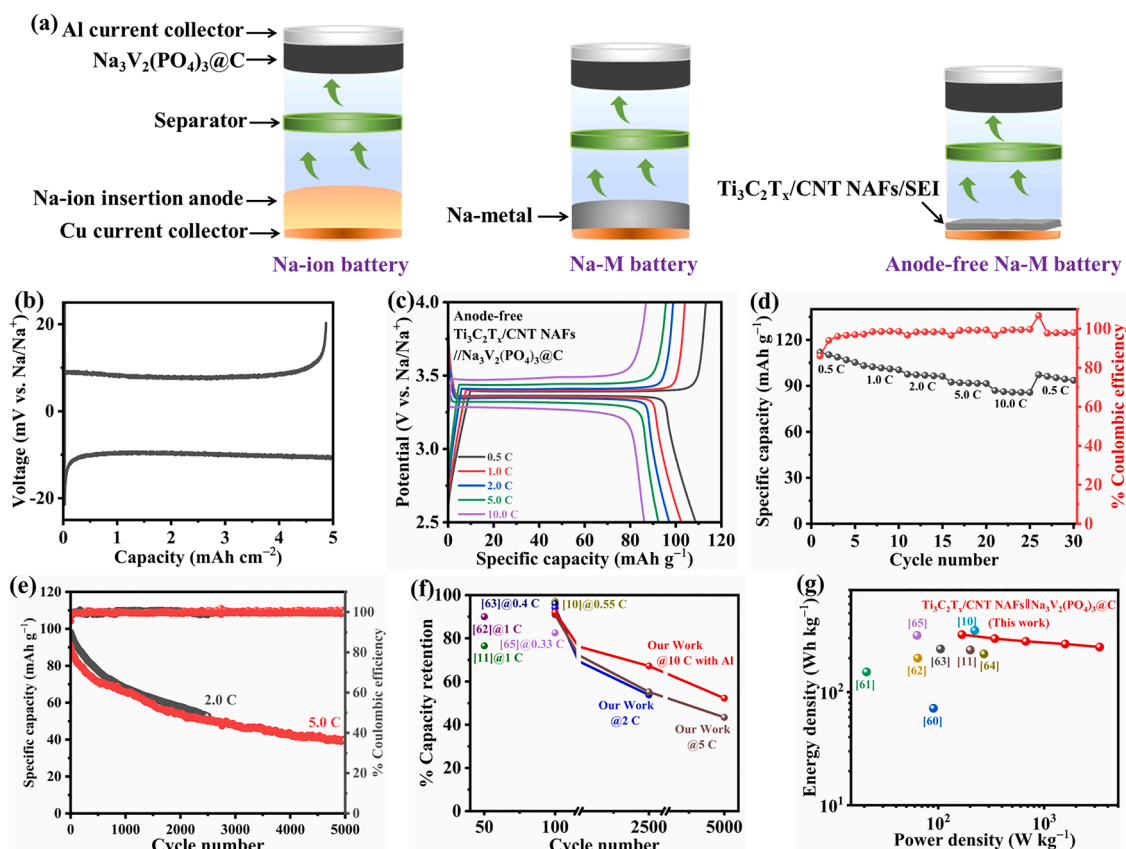 (a)
Al current collector
Na₃V₂(PO₄)₃@C
Separator
Na-ion insertion anode
Cu current collector
Na-ion battery
Na-metal
Na-M battery
Ti₃C₂Tₓ/CNT NAFs/SEI
Anode-free Na-M battery
(b)
Voltage (mV vs. Na/Na⁺)
20
0
-20
0
1
2
3
4
5
Capacity (mAh cm⁻²)
(c)
Potential (V vs. Na/Na⁺)
4.0
3.5
3.0
2.5
Anode-free
Ti₃C₂Tₓ/CNT NAFs
//Na₃V₂(PO₄)₃@C
0.5 C
1.0 C
2.0 C
5.0 C
10.0 C
0
20
40
60
80
100
120
Specific capacity (mAh g⁻¹)
(d)
Specific capacity (mAh g⁻¹)
120
90
60
30
0
0.5 C
1.0 C
2.0 C
5.0 C
10.0 C
0.5 C
100
80
60
40
20
0
% Coulombic efficiency
0
5
10
15
20
25
30
Cycle number
(e)
Specific capacity (mAh g⁻¹)
120
100
80
60
40
20
0
2.0 C
5.0 C
100
80
60
40
20
0
% Coulombic efficiency
0
1000
2000
3000
4000
5000
Cycle number
(f)
% Capacity retention
100
80
60
40
20
0
[63]@0.4 C
[10]@0.55 C
[62]@1 C
[65]@0.33 C
[11]@1 C
Our Work
@10 C with Al
Our Work
@2 C
Our Work
@5 C
50
100
2500
5000
Cycle number
(g)
Energy density (Wh kg⁻¹)
10²
10¹
Ti₃C₂Tₓ/CNT NAFs||Na₃V₂(PO₄)₃@C
(This work)
[65]
[10]
[63]
[11]
[64]
[62]
[61]
[60]
10²
10³
Power density (W kg⁻¹)